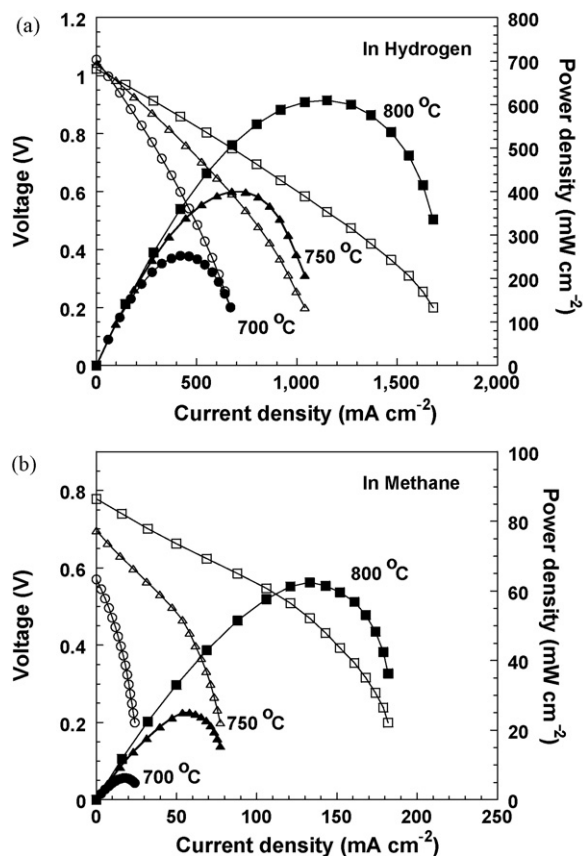 (a)
In Hydrogen
800 °C
750 °C
700 °C
Voltage (V)
1.2
1
0.8
0.6
0.4
0.2
0
Power density (mW cm-2)
800
700
600
500
400
300
200
100
0
0
500
1,000
1,500
2,000
Current density (mA cm-2)
(b)
In Methane
800 °C
750 °C
700 °C
Voltage (V)
0.8
0.6
0.4
0.2
0.0
Power density (mW cm-2)
100
80
60
40
20
0
0
50
100
150
200
250
Current density (mA cm-2)